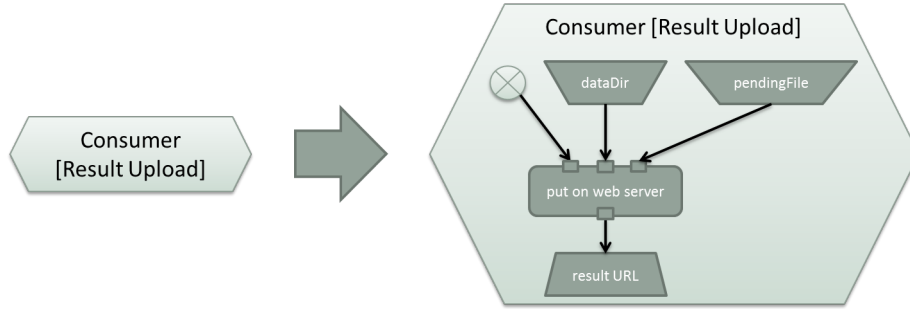 Consumer
[Result Upload]
Consumer [Result Upload]
dataDir
pendingFile
put on web server
result URL